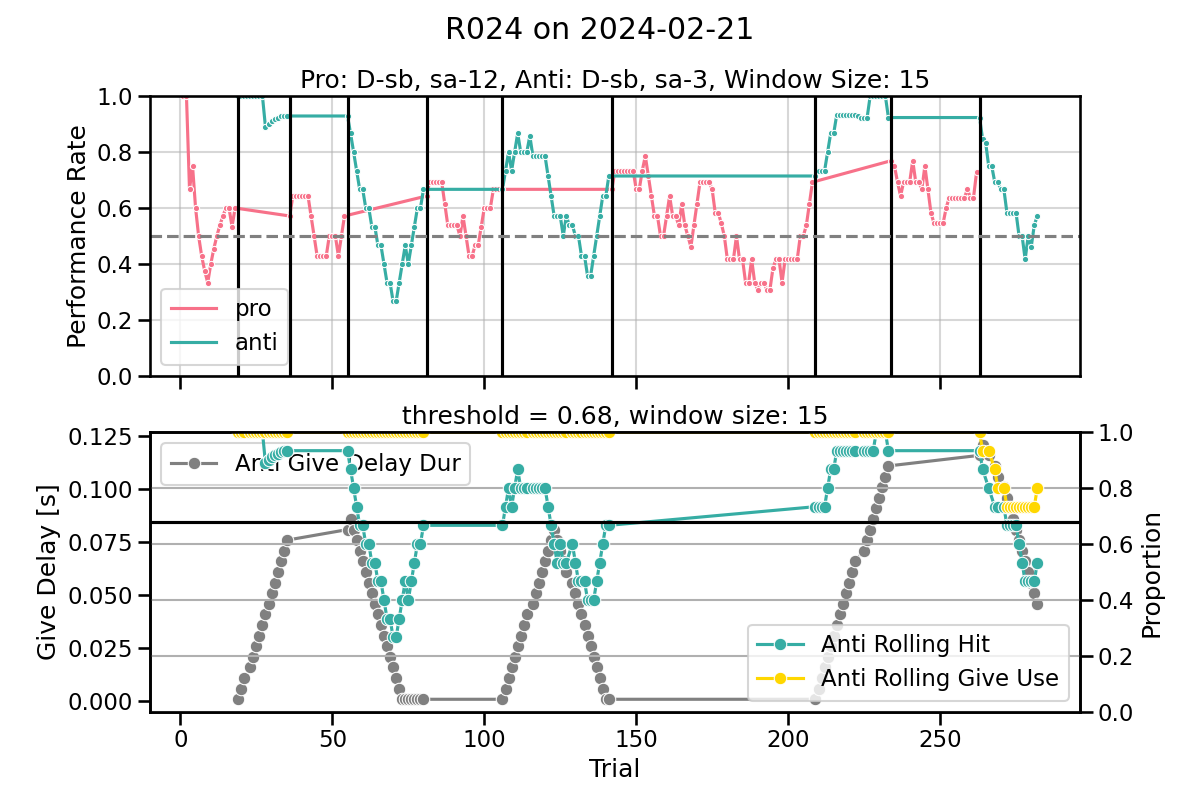 R024 on 2024-02-21
Pro: D-sb, sa-12, Anti: D-sb, sa-3, Window Size: 15
Performance Rate
1.0
0.8
0.6
0.4
0.2
0.0
pro
anti
threshold = 0.68, window size: 15
Give Delay [s]
0.125
0.100
0.075
0.050
0.025
0.000
Anti Give Delay Dur
1.0
0.8
0.6
0.4
0.2
0.0
Proportion
Anti Rolling Hit
Anti Rolling Give Use
0 50 100 150 200 250
Trial